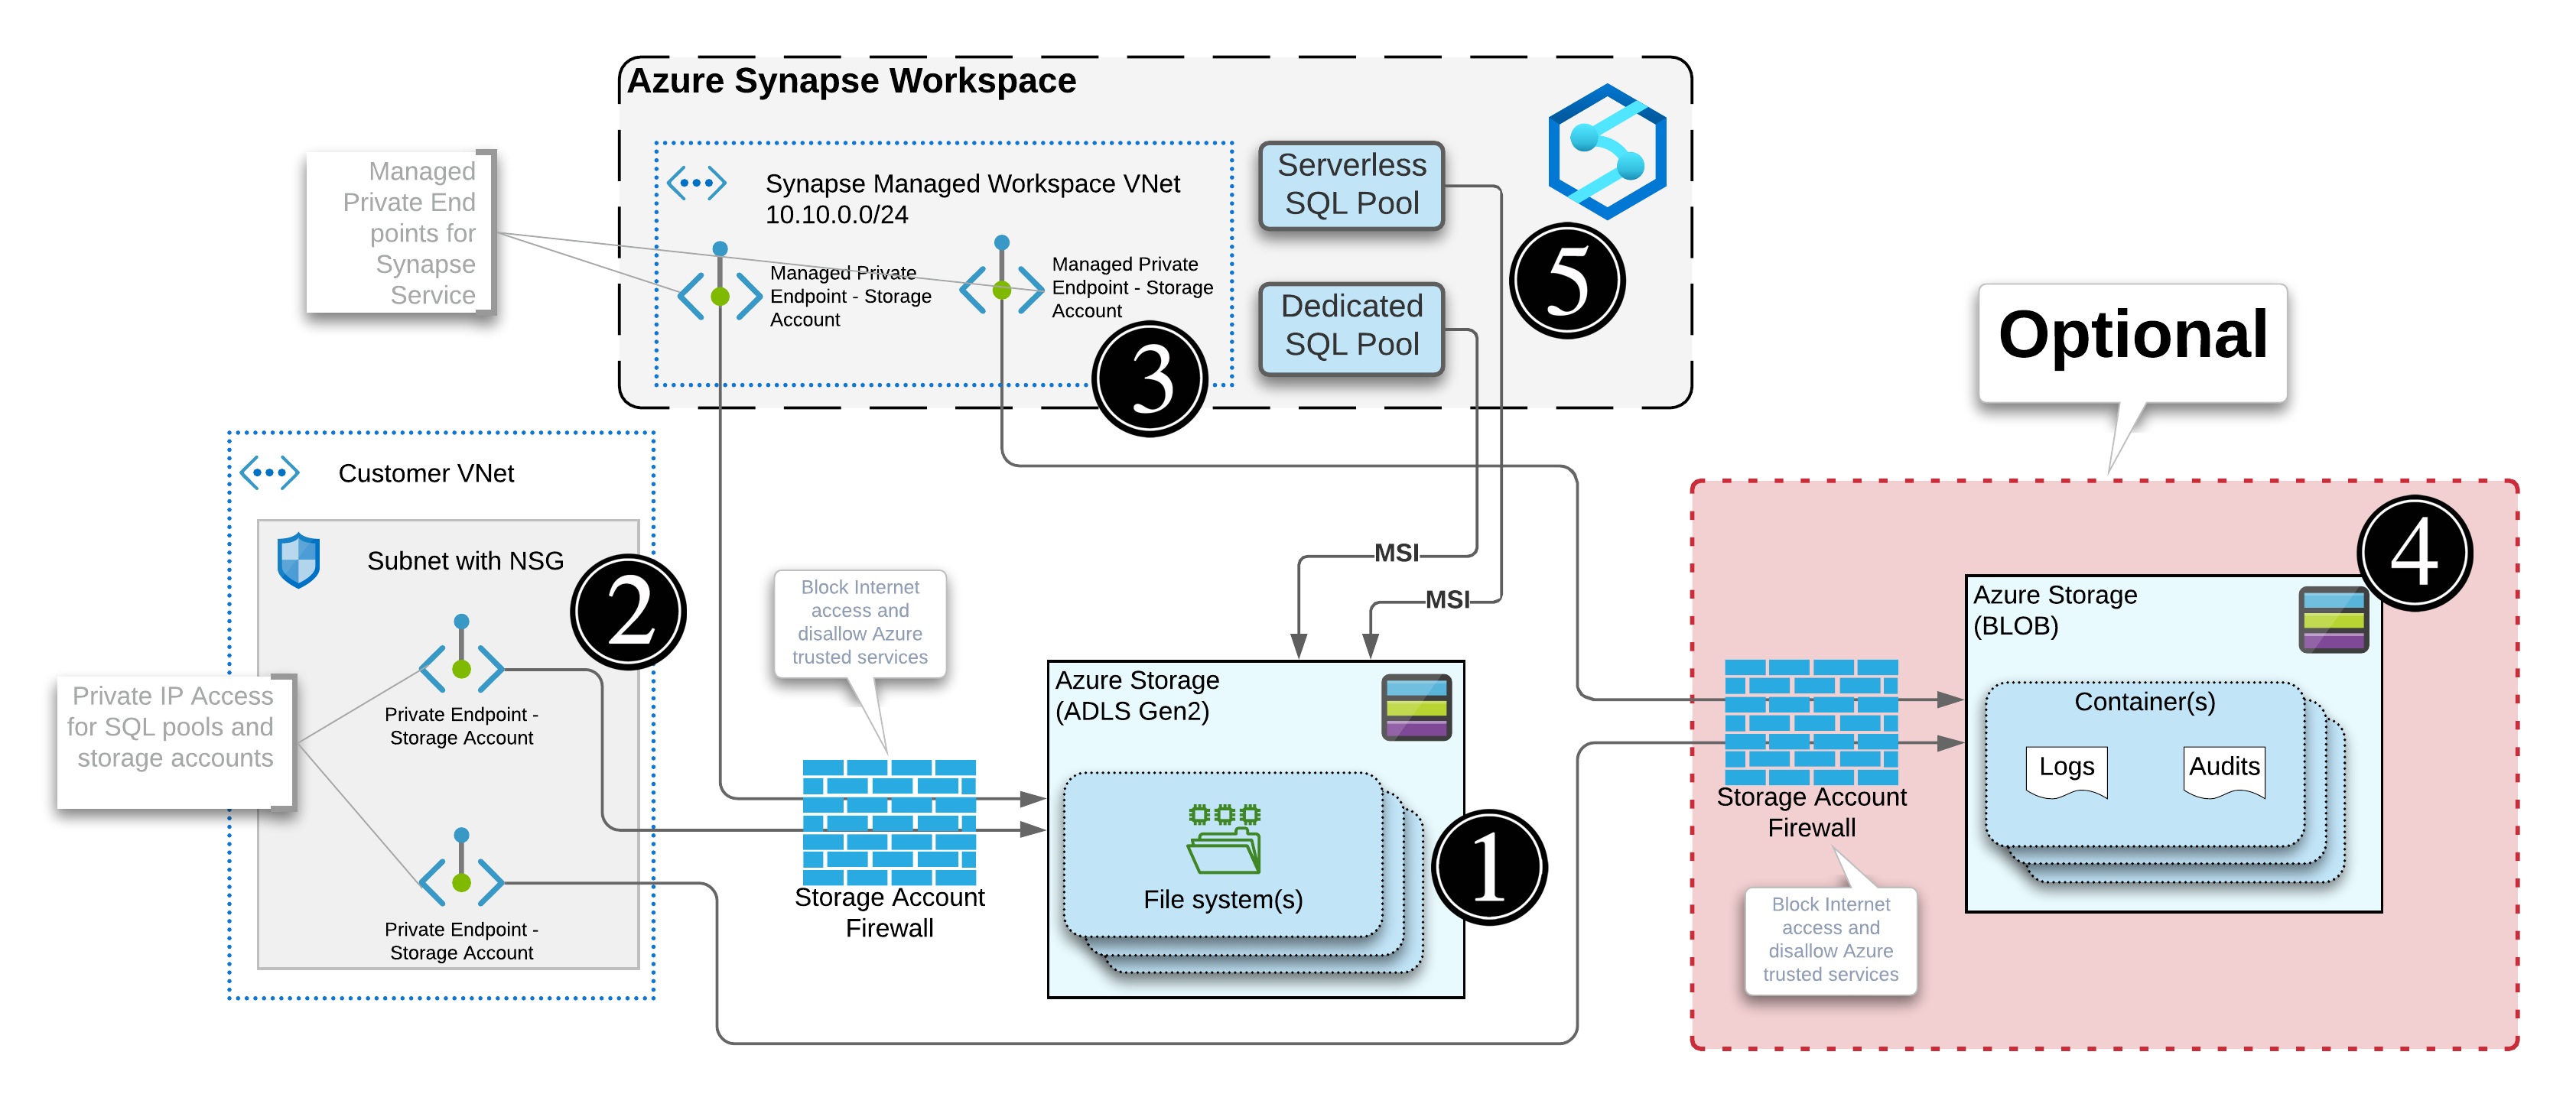 Azure Synapse Workspace
Managed
Private End
points for
Synapse
Service
Synapse Managed Workspace VNet
10.10.0.0/24
Managed Private
Endpoint - Storage
Account
Managed Private
Endpoint - Storage
Account
3
Serverless
SQL Pool
Dedicated
SQL Pool
5
Optional
Customer VNet
Subnet with NSG
2
Private Endpoint -
Storage Account
Private IP Access
for SQL pools and
storage accounts
Private Endpoint -
Storage Account
Block Internet
access and
disallow Azure
trusted services
Storage Account
Firewall
MSI
MSI
Azure Storage
(ADLS Gen2)
File system(s)
1
4
Azure Storage
(BLOB)
Container(s)
Logs
Audits
Storage Account
Firewall
Block Internet
access and
disallow Azure
trusted services